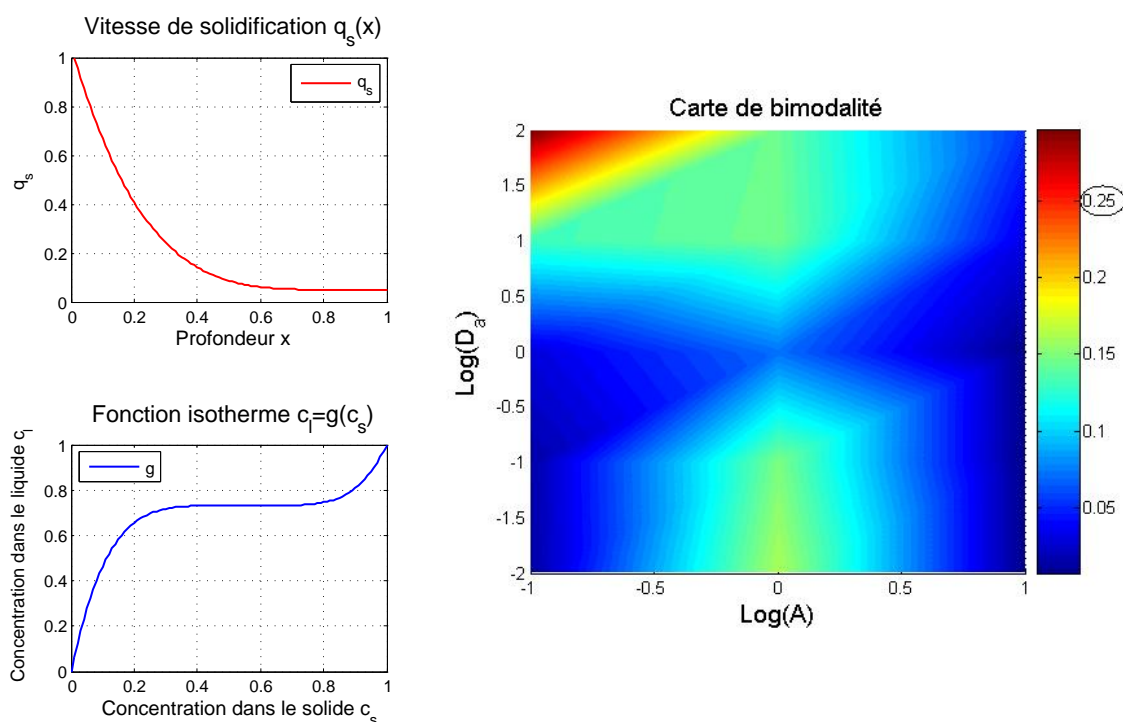 Vitesse de solidification q_s(x)
1
0.8
0.6
0.4
0.2
0
q_s
q_s
0 0.2 0.4 0.6 0.8 1
Profondeur x
Fonction isotherme c_l=g(c_s)
1
0.8
0.6
0.4
0.2
0
Concentration dans le liquide c_l
g
0 0.2 0.4 0.6 0.8 1
Concentration dans le solide c_s
Carte de bimodalité
2
1.5
1
0.5
0
-0.5
-1
-1.5
-2
Log(D_a)
-1 -0.5 0 0.5 1
Log(A)
0.25
0.2
0.15
0.1
0.05